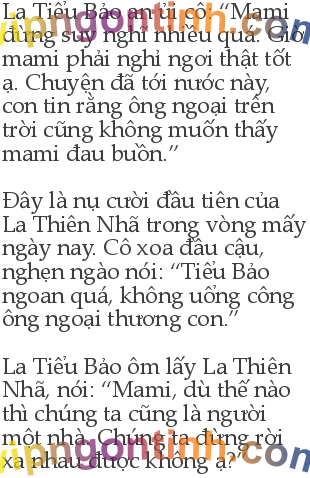 La Tiểu Bảo an ủi cô: “Mami
đừng suy nghĩ nhiều quá. Giờ
mami phải nghỉ ngơi thật tốt
ạ. Chuyện đã tới nước này,
con tin rằng ông ngoại trên
trời cũng không muốn thấy
mami đau buồn.”
Đây là nụ cười đầu tiên của
La Thiên Nhã trong vòng mấy
ngày nay. Cô xoa đầu cậu,
nghẹn ngào nói: “Tiểu Bảo
ngoan quá, không uổng công
ông ngoại thương con.”
La Tiểu Bảo ôm lấy La Thiên
Nhã, nói: “Mami, dù thế nào
thì chúng ta cũng là người
một nhà. Chúng ta đừng rời
xa nhau được không ạ?”
vipngontinh.com
vipngontinh.com